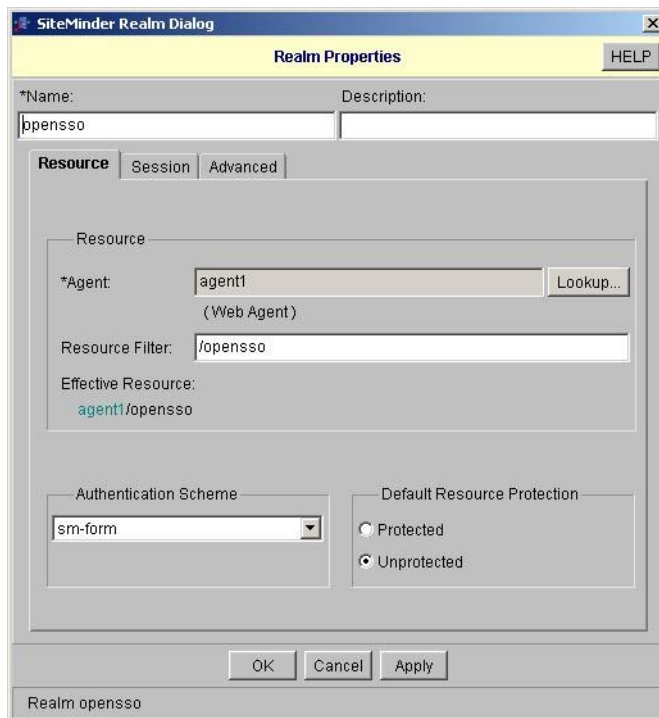 SiteMinder Realm Dialog
Realm Properties
HELP
*Name:
Description:
opensso
Resource
Session
Advanced
Resource
*Agent:
agent1
Lookup...
(Web Agent)
Resource Filter:
/opensso
Effective Resource:
agent1/opensso
Authentication Scheme
sm-form
Default Resource Protection
Protected
Unprotected
OK
Cancel
Apply
Realm opensso